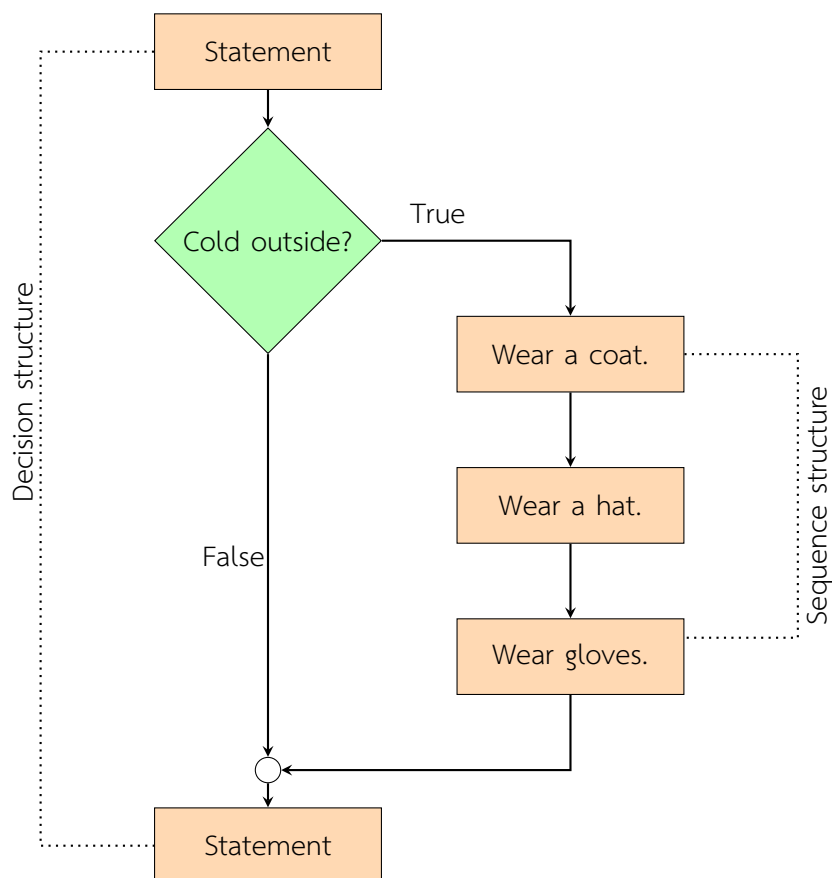 Statement
Cold outside?
True
Wear a coat.
Wear a hat.
Wear gloves.
False
Statement
Decision structure
Sequence structure